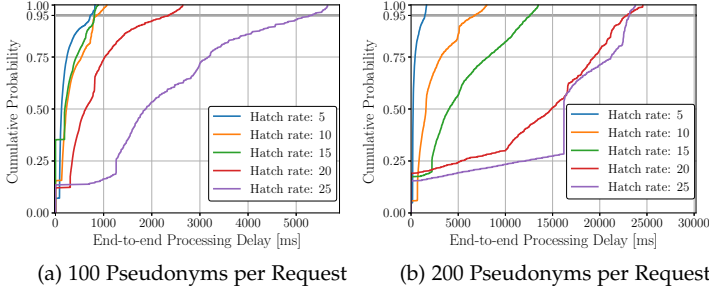 1.00
0.95
0.75
0.50
0.25
0.00
Cumulative Probability
Hatch rate: 5
Hatch rate: 10
Hatch rate: 15
Hatch rate: 20
Hatch rate: 25
0 1000 2000 3000 4000 5000
End-to-end Processing Delay [ms]
(a) 100 Pseudonyms per Request
1.00
0.95
0.75
0.50
0.25
0.00
Cumulative Probability
Hatch rate: 5
Hatch rate: 10
Hatch rate: 15
Hatch rate: 20
Hatch rate: 25
0 5000 10000 15000 20000 25000 30000
End-to-end Processing Delay [ms]
(b) 200 Pseudonyms per Request